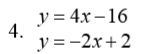 4. y = 4x – 16
y = –2x + 2